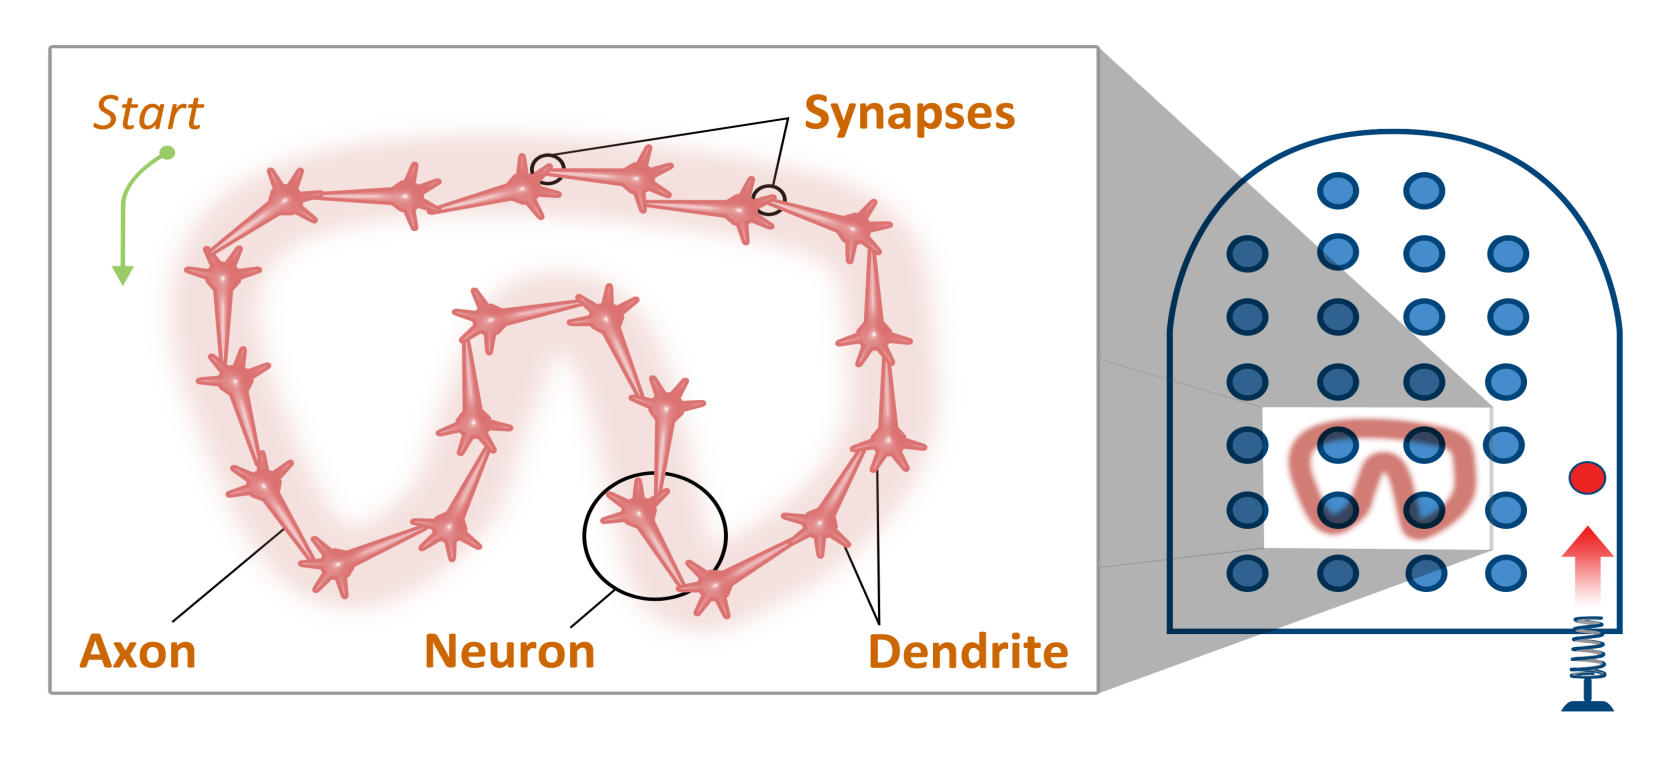 Start
Synapses
Axon
Neuron
Dendrite